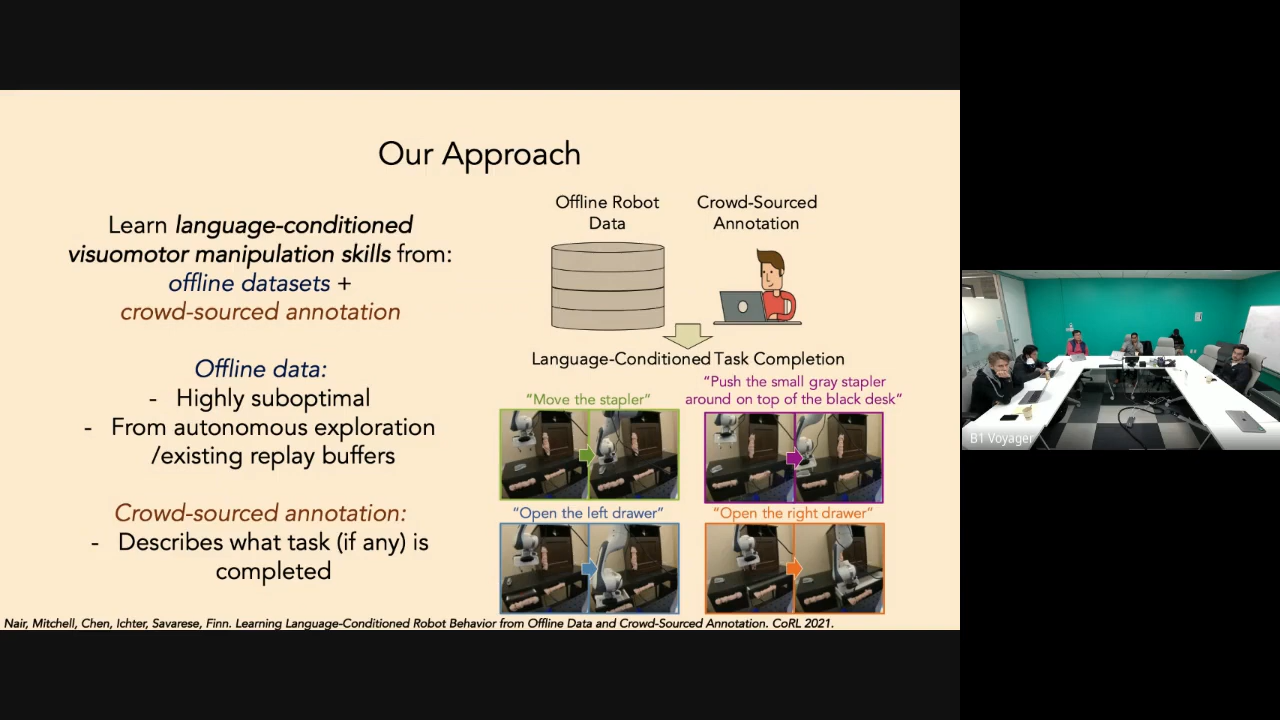 Our Approach
Learn language-conditioned
visuomotor manipulation skills from:
offline datasets +
crowd-sourced annotation
Offline data:
- Highly suboptimal
- From autonomous exploration
/existing replay buffers
Crowd-sourced annotation:
- Describes what task (if any) is
completed
Offline Robot
Data
Crowd-Sourced
Annotation
Language-Conditioned Task Completion
“Move the stapler”
“Push the small gray stapler
around on top of the black desk”
“Open the left drawer”
“Open the right drawer”
Nair, Mitchell, Chen, Ichter, Savarese, Finn. Learning Language-Conditioned Robot Behavior from Offline Data and Crowd-Sourced Annotation. CoRL 2021.
B1 Voyager